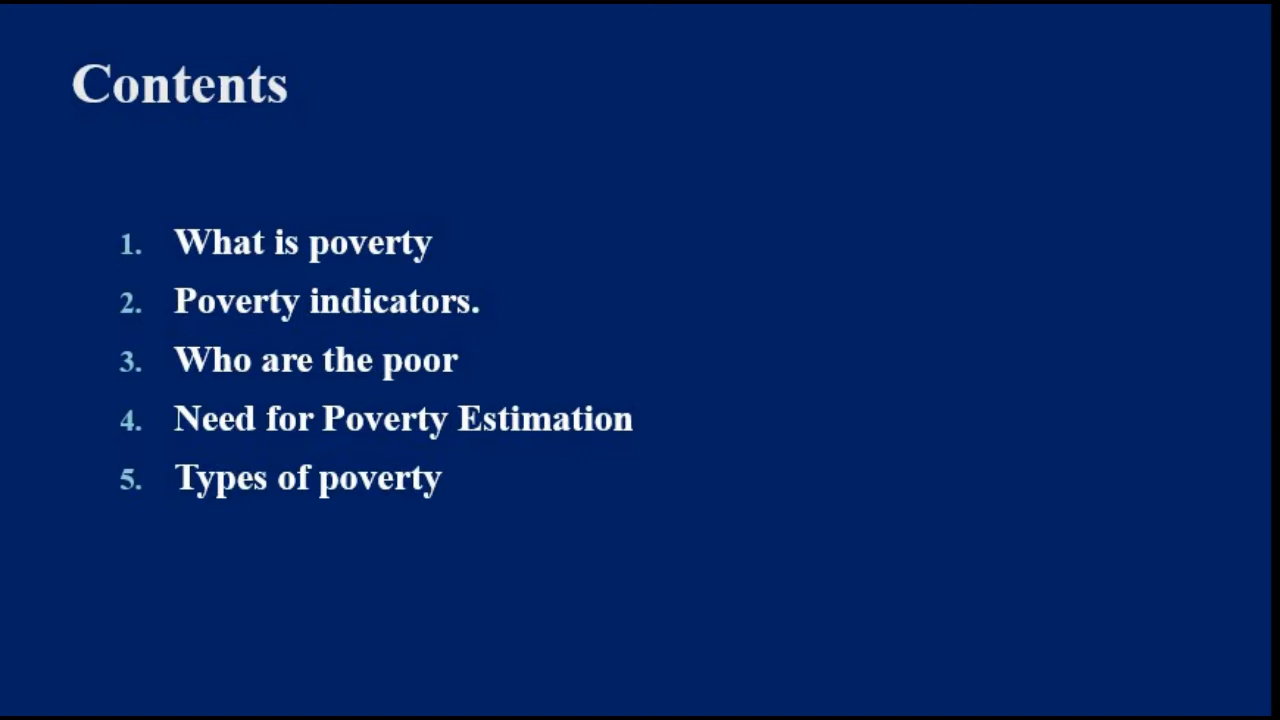 Contents
1. What is poverty
2. Poverty indicators.
3. Who are the poor
4. Need for Poverty Estimation
5. Types of poverty